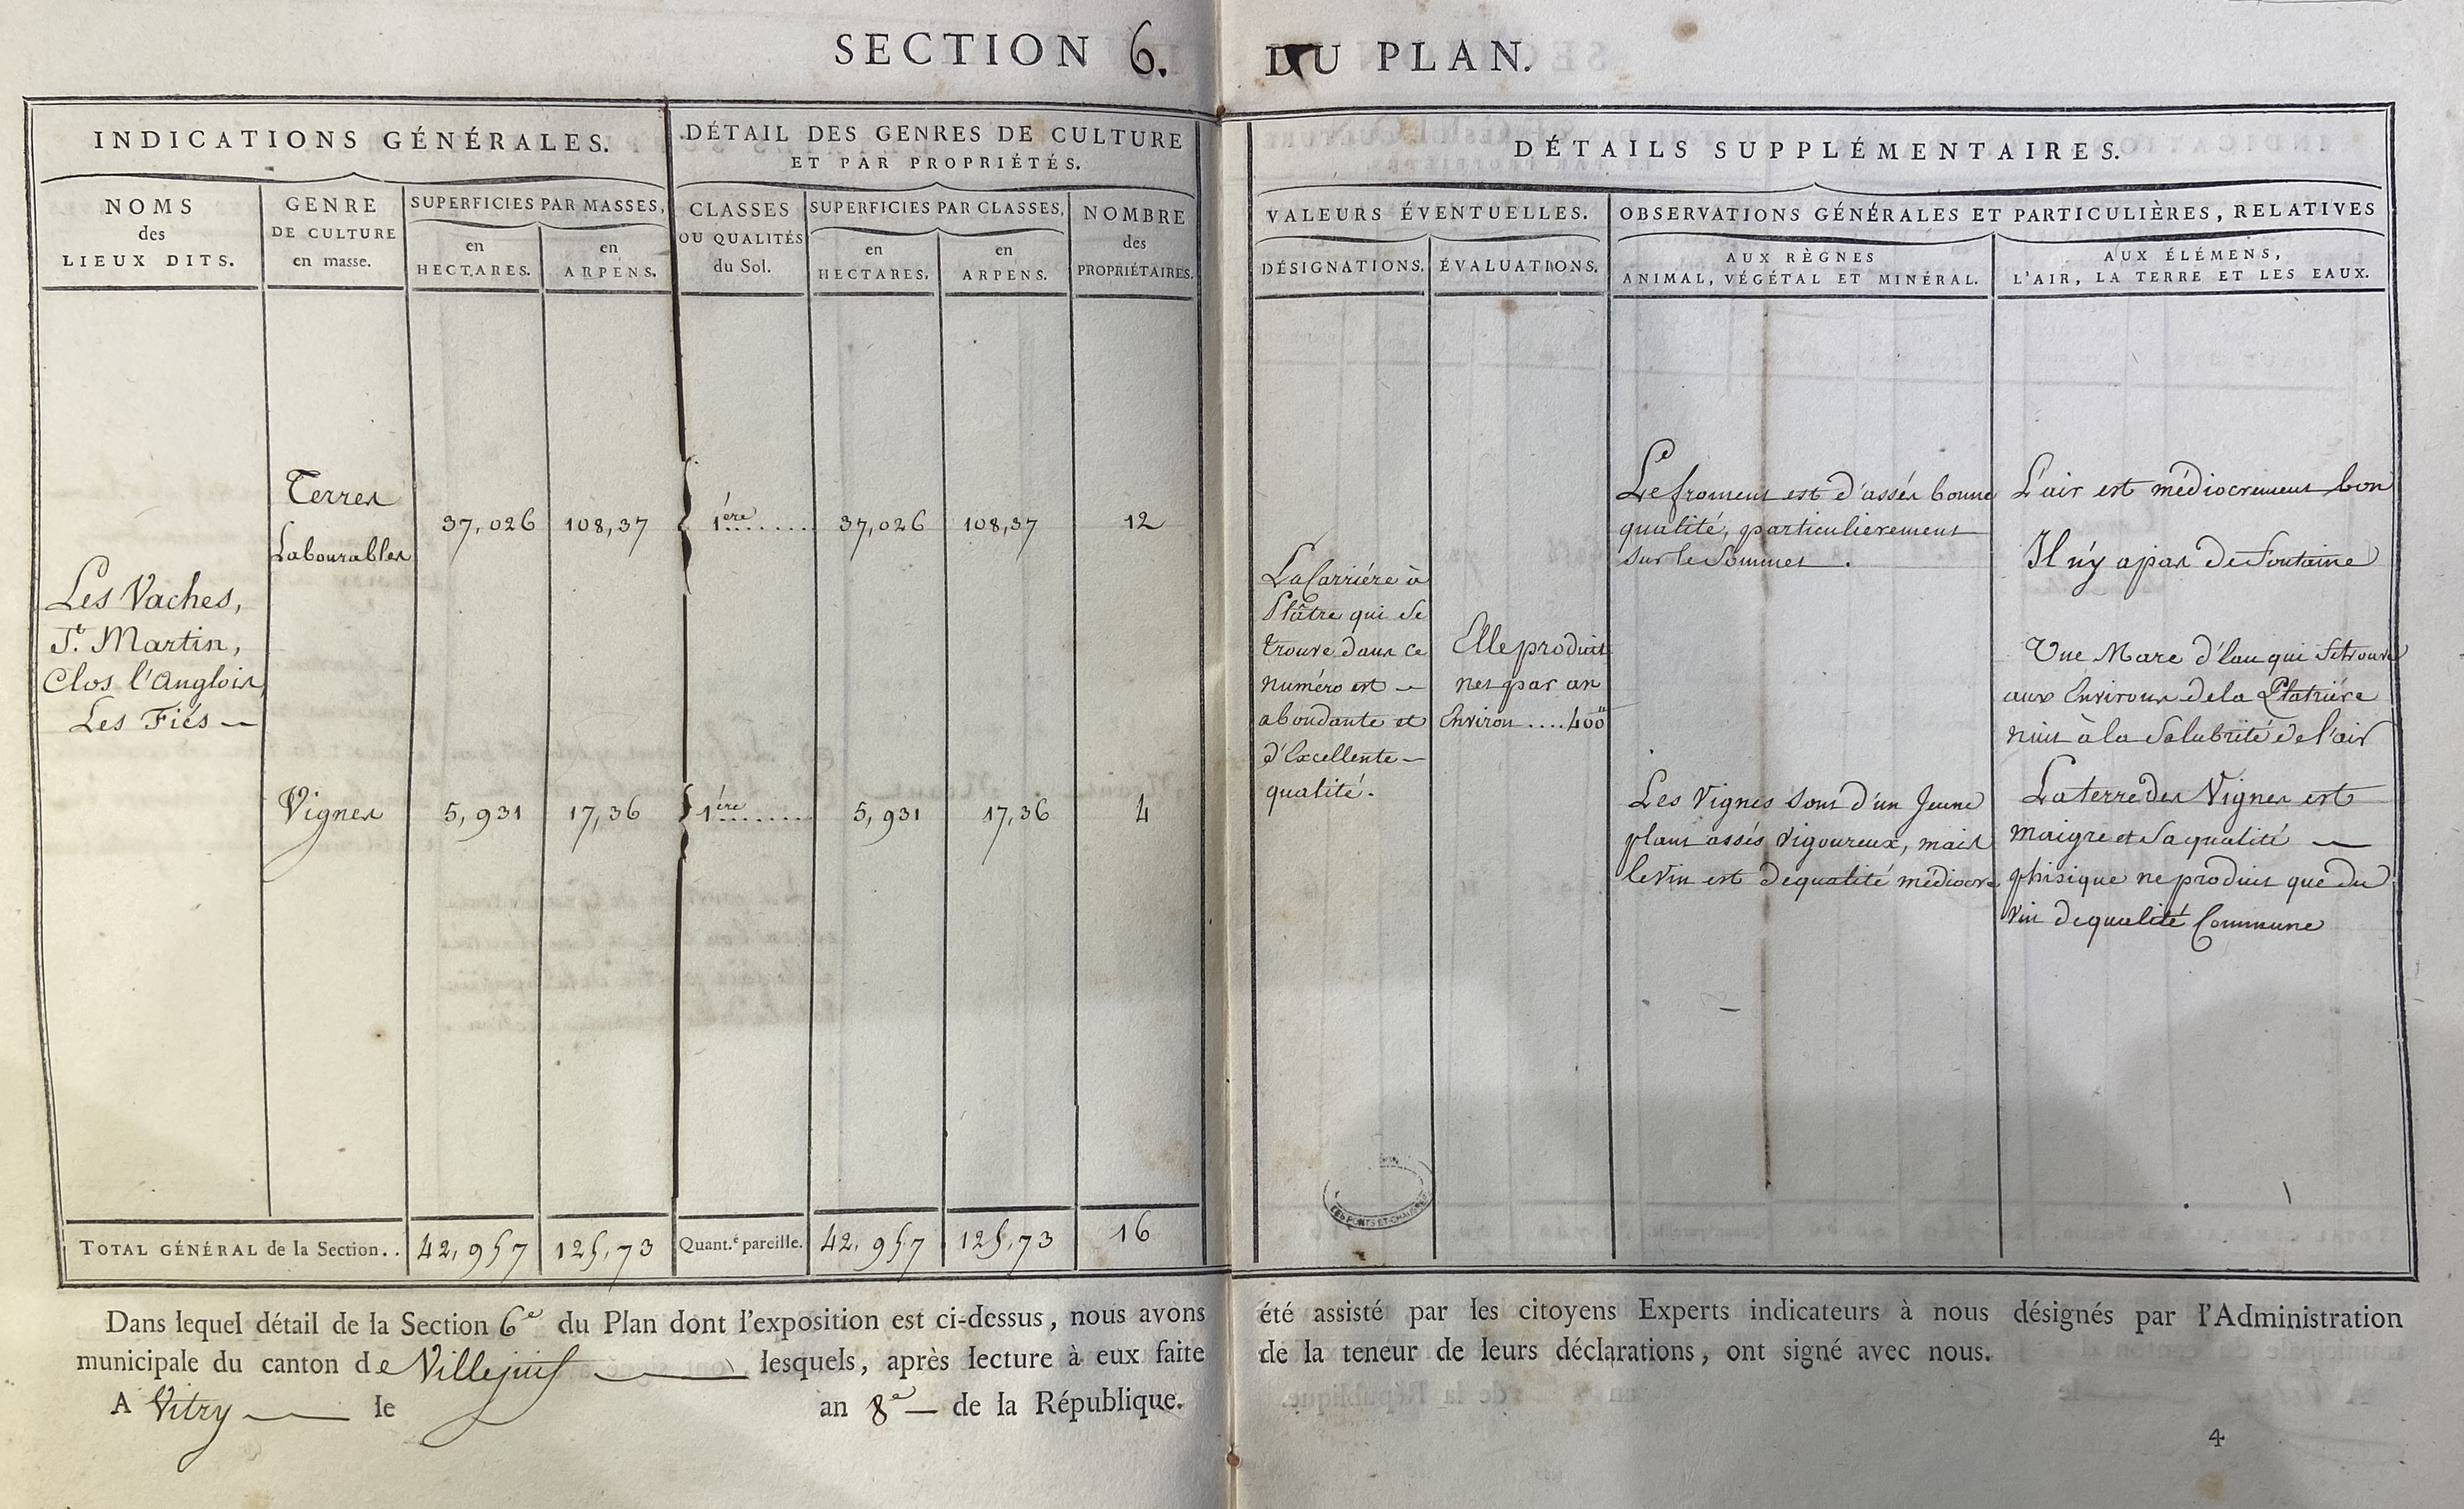 SECTION 6. DU PLAN.
INDICATIONS GÉNÉRALES.
DÉTAIL DES GENRES DE CULTURE
ET PAR PROPRIÉTÉS.
NOMS
des
LIEUX DITS.
GENRE
DE CULTURE
en masse.
SUPERFICIES PAR MASSES,
en
HECTARES.
en
ARPENS.
CLASSES
OU QUALITÉS
du Sol.
SUPERFICIES PAR CLASSES,
en
HECTARES.
en
ARPENS.
NOMBRE
des
PROPRIÉTAIRES.
Les Vaches,
St. Martin,
Clos l'Anglois,
Les Fiés —
Terres
Labourables
37,026
108,37
1ère.......
37,026
108,37
12
Vignes
5,931
17,36
1ère.......
5,931
17,36
4
TOTAL GÉNÉRAL de la Section..
42,957
125,73
Quant.é pareille.
42,957
125,73
16
DÉTAILS SUPPLÉMENTAIRES.
VALEURS ÉVENTUELLES.
DÉSIGNATIONS.
ÉVALUATIONS.
OBSERVATIONS GÉNÉRALES ET PARTICULIÈRES, RELATIVES
AUX RÈGNES
ANIMAL, VÉGÉTAL ET MINÉRAL.
AUX ÉLÉMENS,
L'AIR, LA TERRE ET LES EAUX.
La Carriére à
Plâtre qui se
trouve dans ce
numéro est —
abondante et
d'Excellente —
qualité.
Elle produit
net par an
Environ....400"
Le froment est d'assés bonne
qualité, particulierement
sur le Sommet.
Les Vignes sont d'un Jeune
plant assés vigoureux, mais
le Vin est de qualité médiocre
L'air est médiocrement bon
Il n'y a pas de Fontaine
Une Mare d'Eau qui se trouve
aux Environs de la Platriére
nuit à la Salubrité de l'air
La terre des Vignes est
maigre et sa qualité —
phisique ne produit que du
vin de qualité Commune
DES PONTS ET CHAUSSÉES
Dans lequel détail de la Section 6e du Plan dont l'exposition est ci-dessus, nous avons été assisté par les citoyens Experts indicateurs à nous désignés par l'Administration
municipale du canton de Villejuif — lesquels, après lecture à eux faite de la teneur de leurs déclarations, ont signé avec nous.
A Vitry — le an 8e — de la République.
4